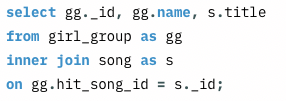 select gg._id, gg.name, s.title
from girl_group as gg
inner join song as s
on gg.hit_song_id = s._id;